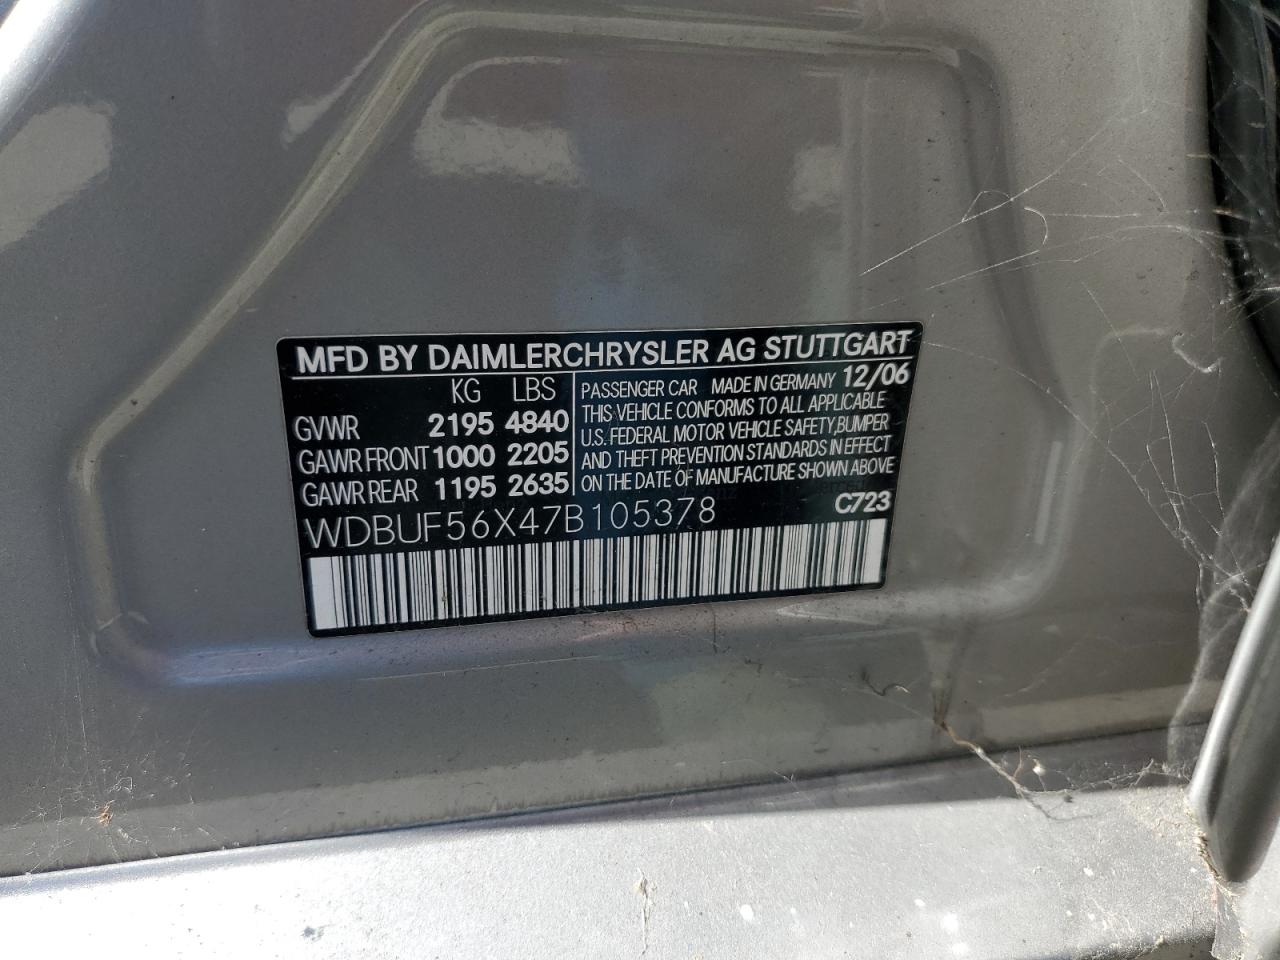 MFD BY DAIMLERCHRYSLER AG STUTTGART
KG LBS
GVWR 2195 4840
GAWR FRONT 1000 2205
GAWR REAR 1195 2635
PASSENGER CAR MADE IN GERMANY 12/06
THIS VEHICLE CONFORMS TO ALL APPLICABLE
U.S. FEDERAL MOTOR VEHICLE SAFETY, BUMPER
AND THEFT PREVENTION STANDARDS IN EFFECT
ON THE DATE OF MANUFACTURE SHOWN ABOVE
WDBUF56X47B105378 C723